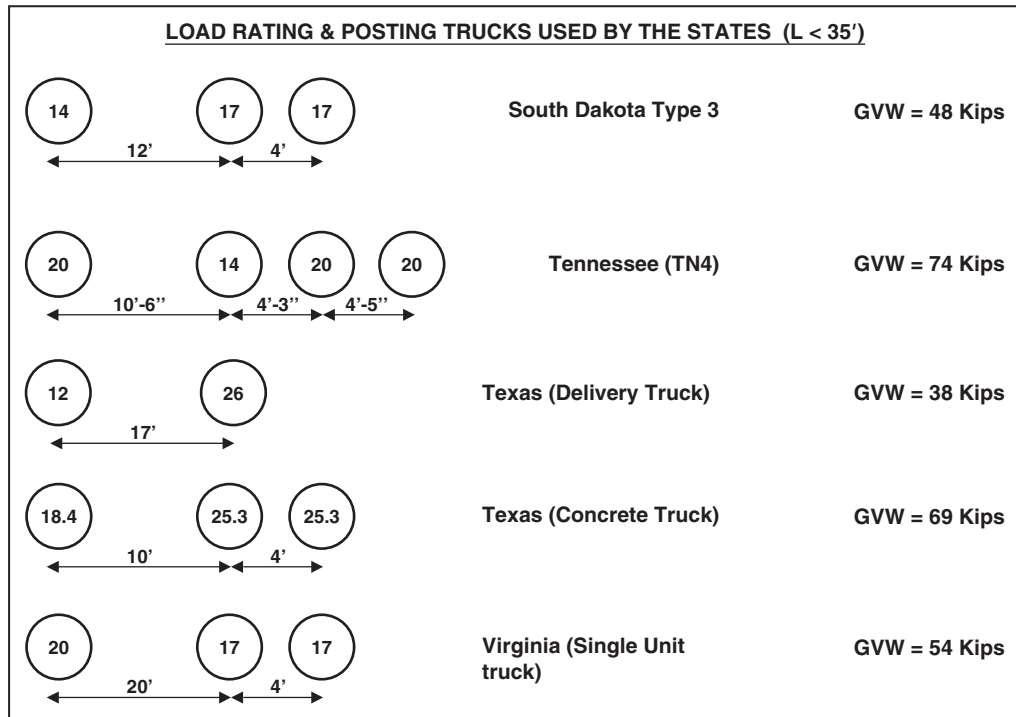 LOAD RATING & POSTING TRUCKS USED BY THE STATES (L < 35′)
14 17 17 South Dakota Type 3 GVW = 48 Kips
12’ 4’
20 14 20 20 Tennessee (TN4) GVW = 74 Kips
10’-6’’ 4’-3’’ 4’-5’’
12 26 Texas (Delivery Truck) GVW = 38 Kips
17’
18.4 25.3 25.3 Texas (Concrete Truck) GVW = 69 Kips
10’ 4’
20 17 17 Virginia (Single Unit GVW = 54 Kips
truck)
20’ 4’